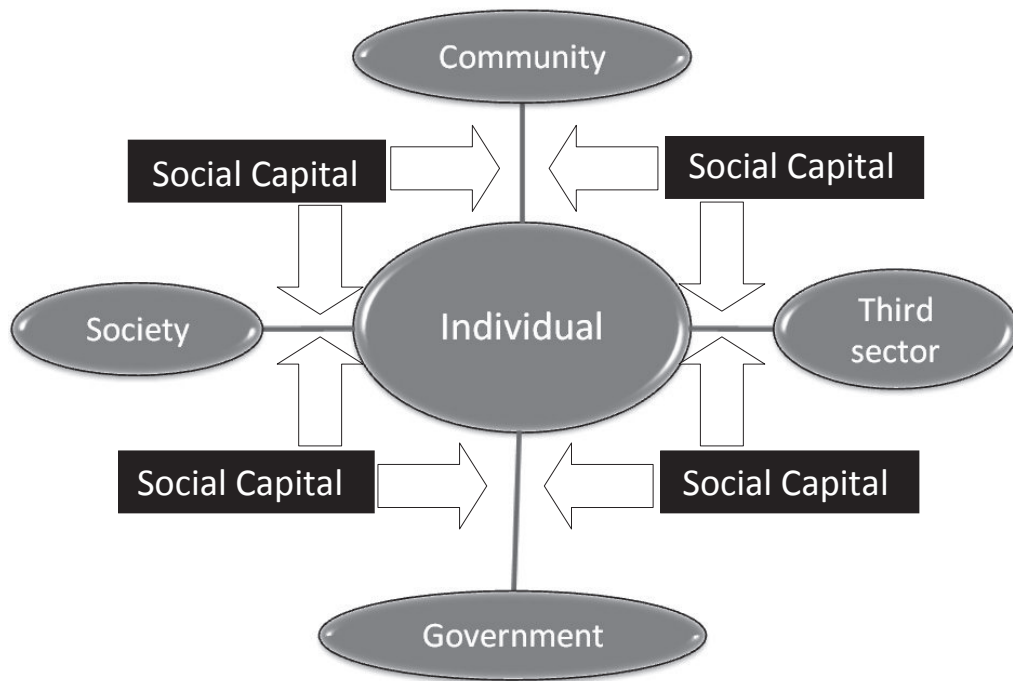 Community
Social Capital
Social Capital
Society
Individual
Third
sector
Social Capital
Social Capital
Government